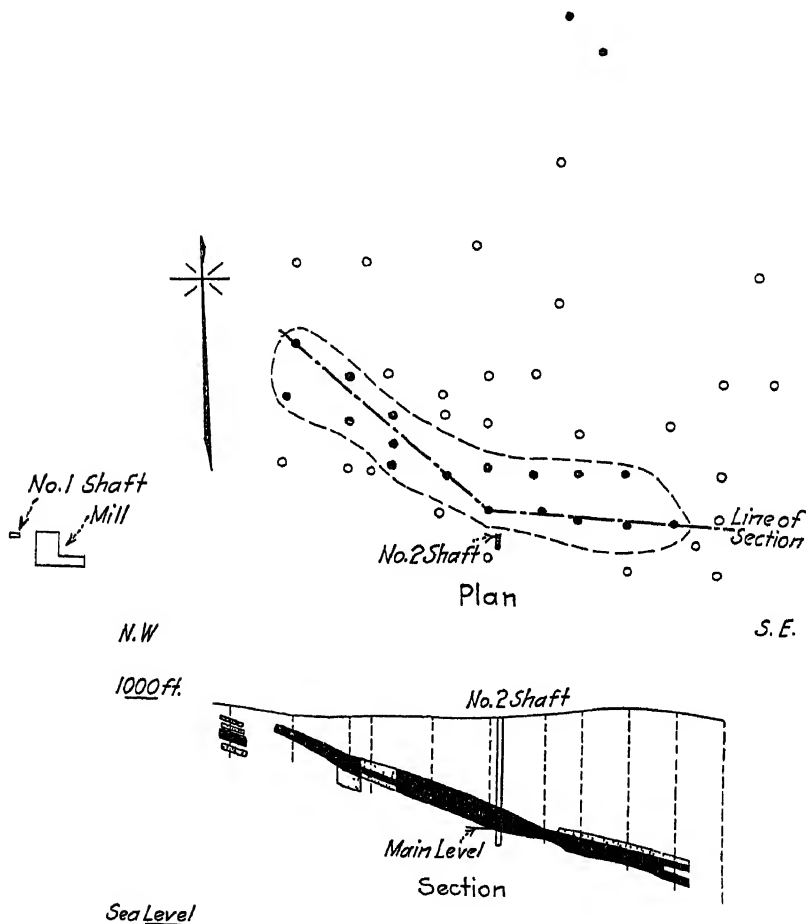 No.1 Shaft
Mill
No.2 Shaft
Line of
Section
Plan
N.W
S.E.
1000 ft.
No.2 Shaft
Main Level
Section
Sea Level